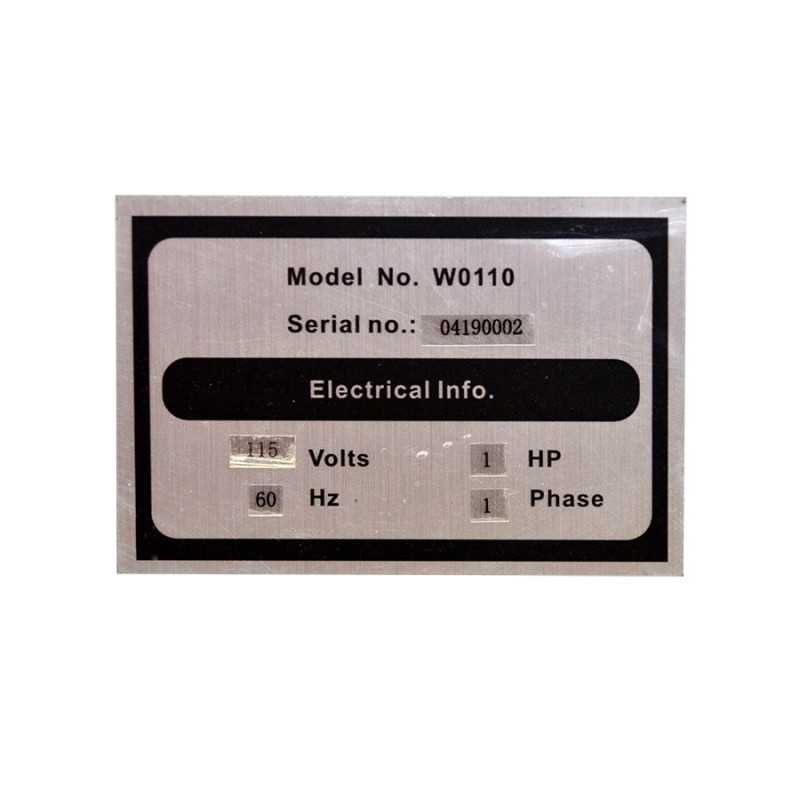 Model No. W0110
Serial no.: 04190002
Electrical Info.
115 Volts 1 HP
60 Hz 1 Phase